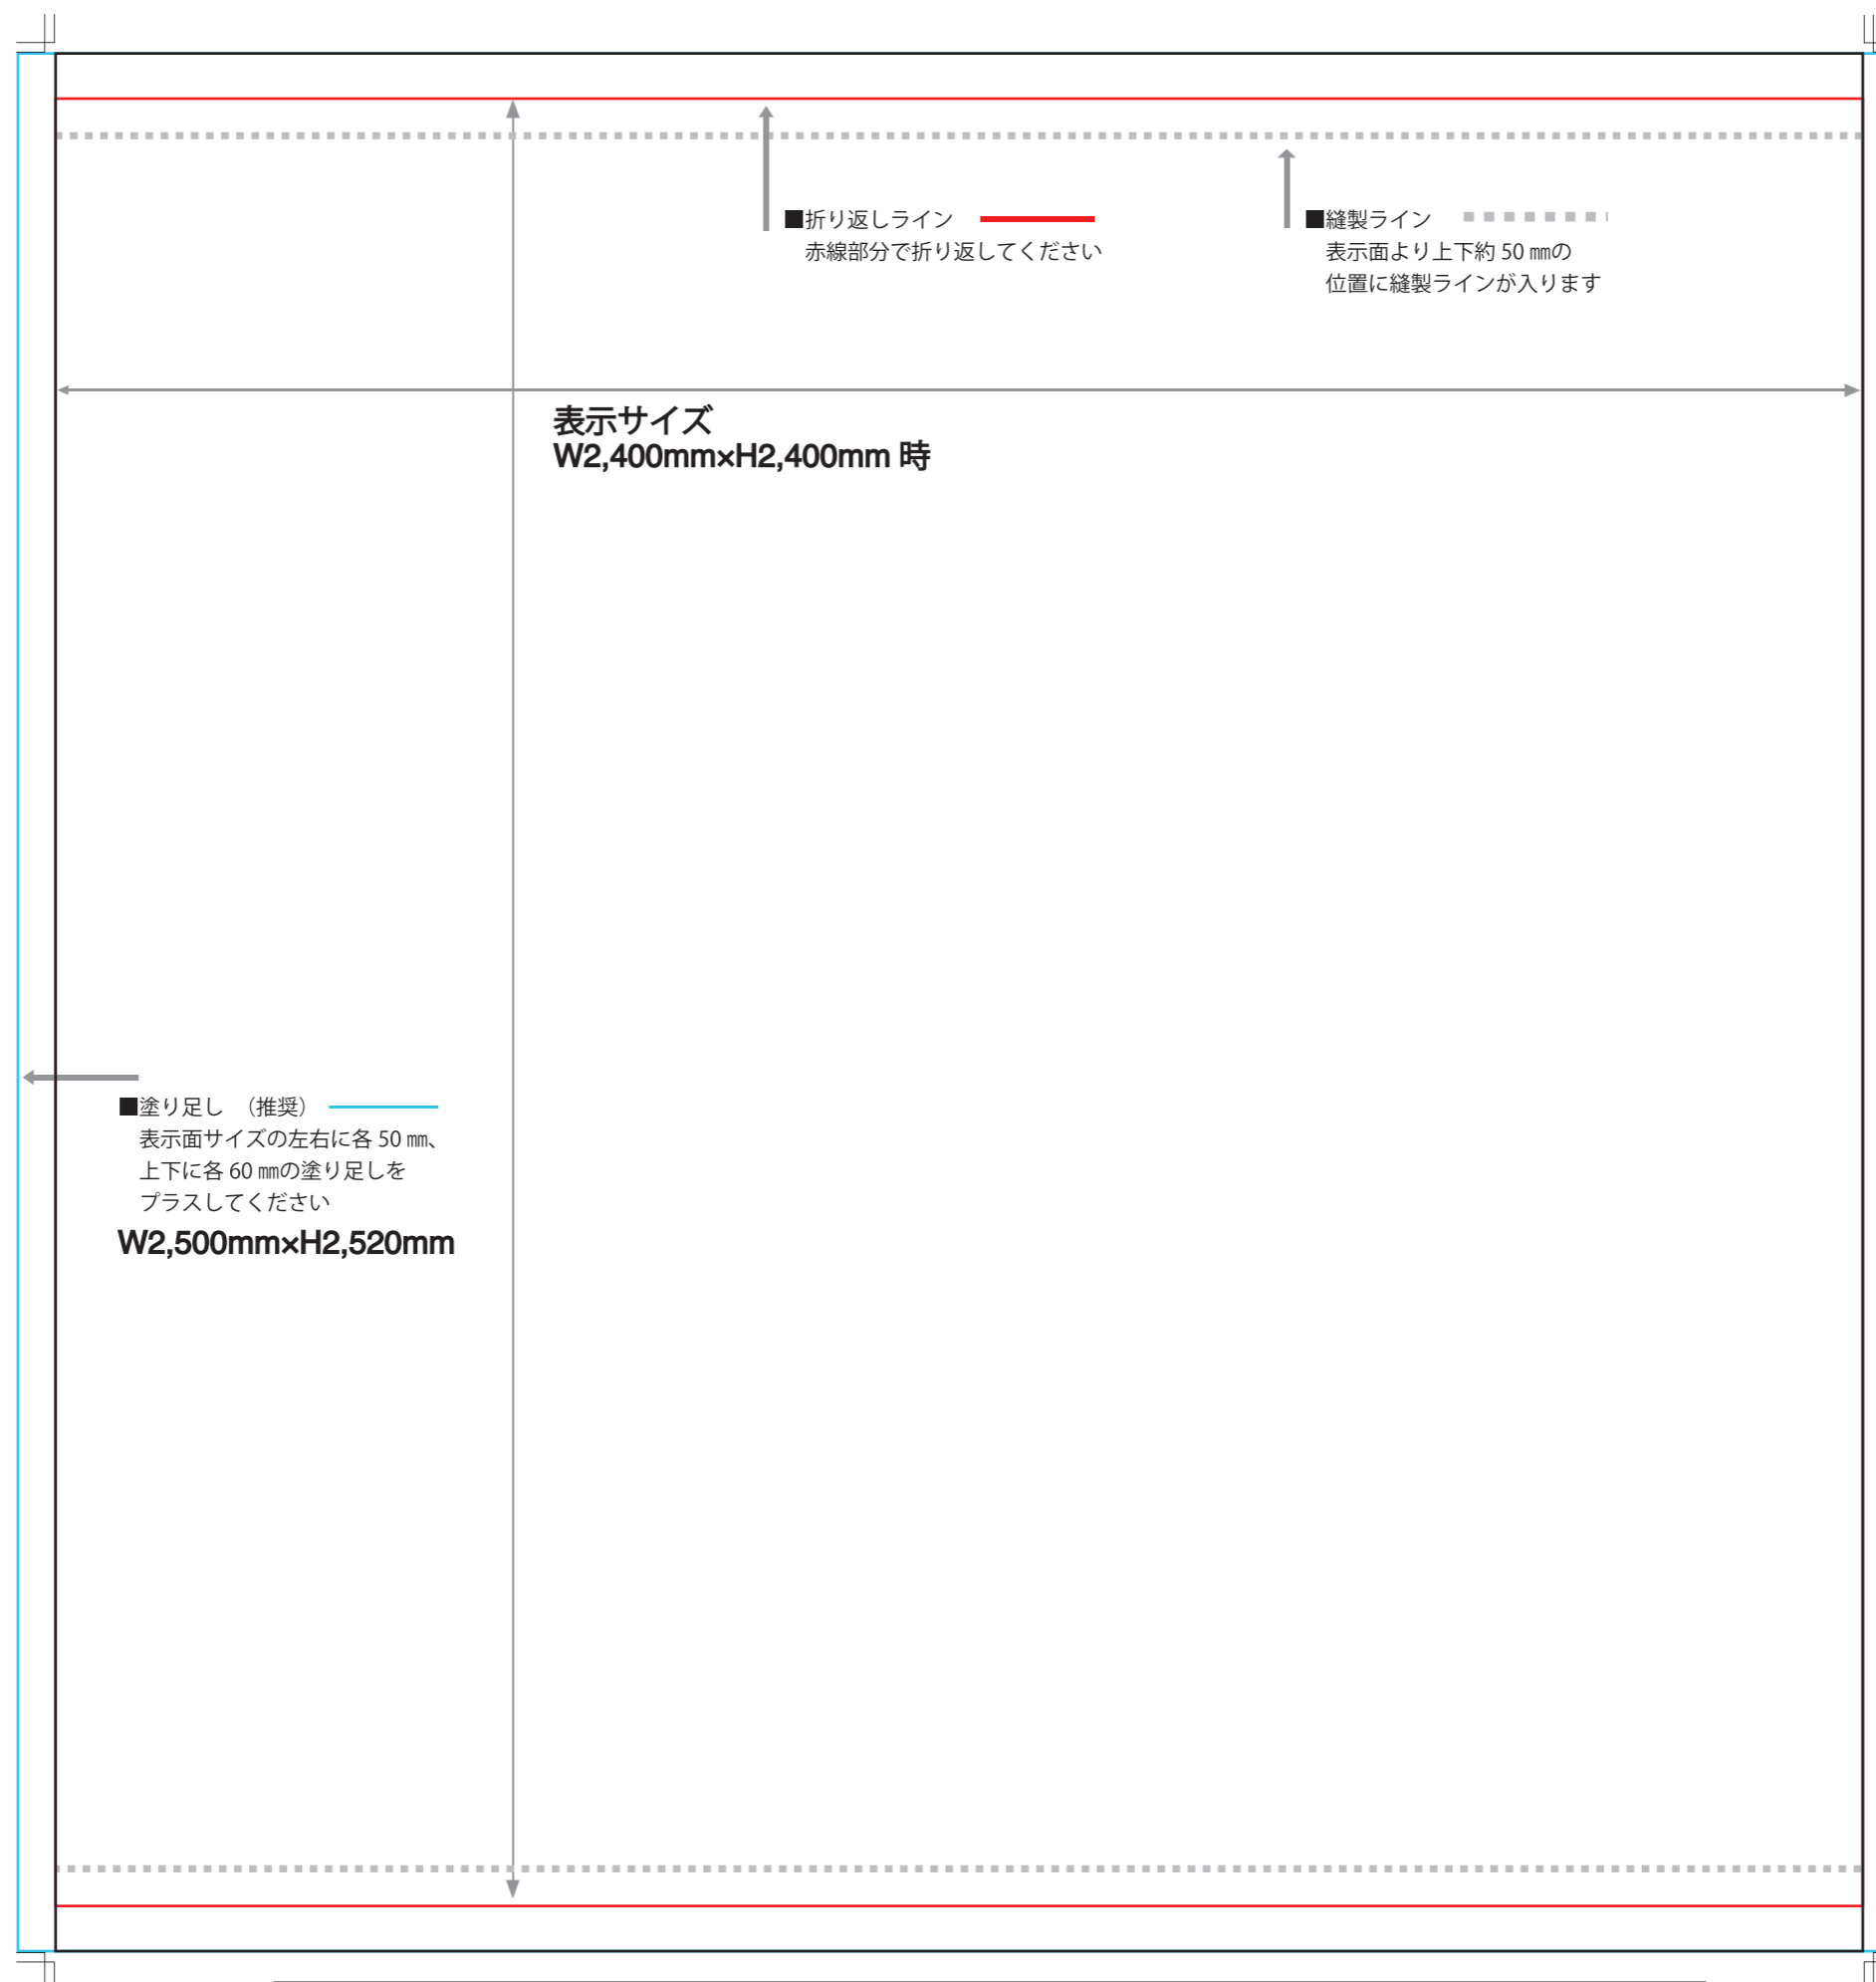 ■折り返しライン
赤線部分で折り返してください
■縫製ライン
表示面より上下約 50 ㎜の
位置に縫製ラインが入ります
表示サイズ
W2,400mm×H2,400mm 時
■塗り足し （推奨）
表示面サイズの左右に各 50 ㎜、
上下に各 60 ㎜の塗り足しを
プラスしてください
W2,500mm×H2,520mm